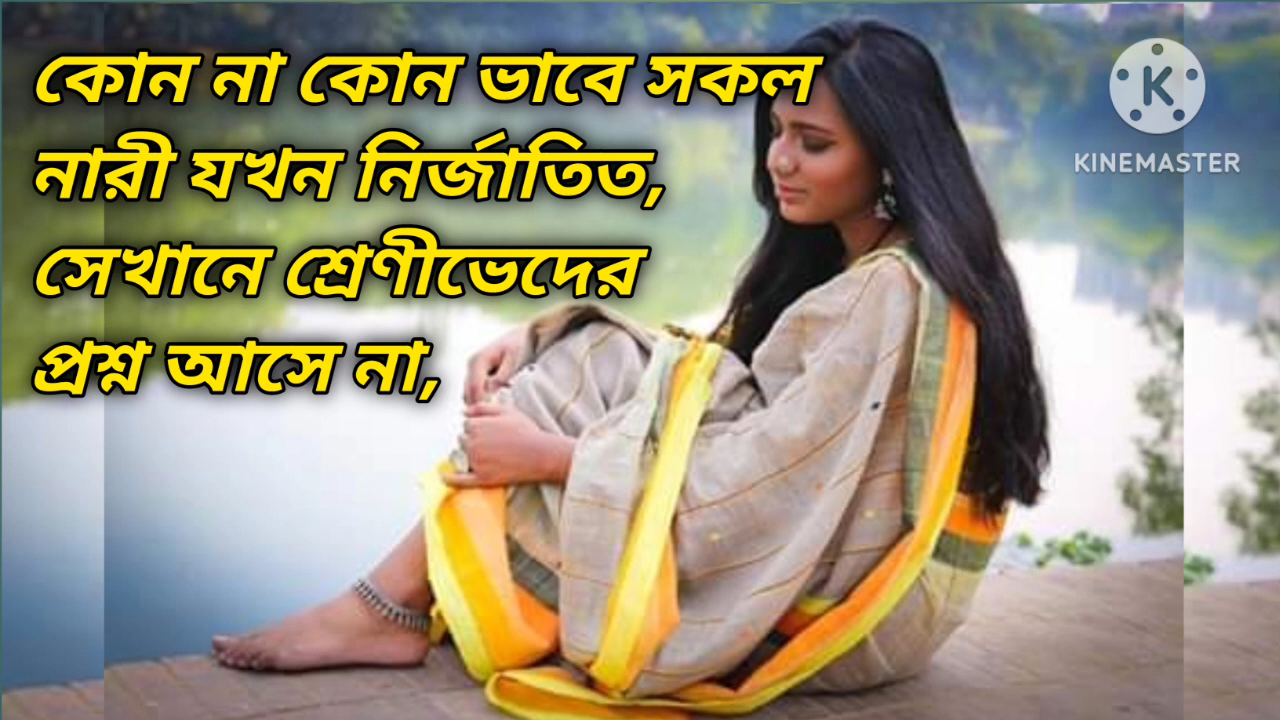 কোন না কোন ভাবে সকল
নারী যখন নির্জাতিত,
সেখানে শ্রেণীভেদের
প্রশ্ন আসে না,
K
KINEMASTER